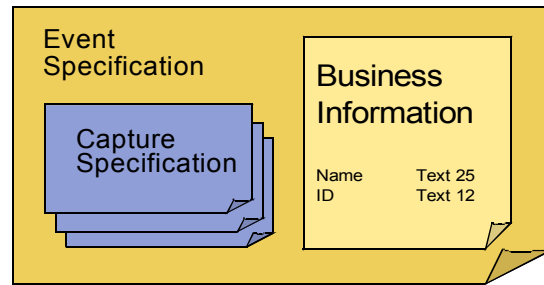 Event
Specification
Capture
Specification
Business
Information
Name Text 25
ID Text 12